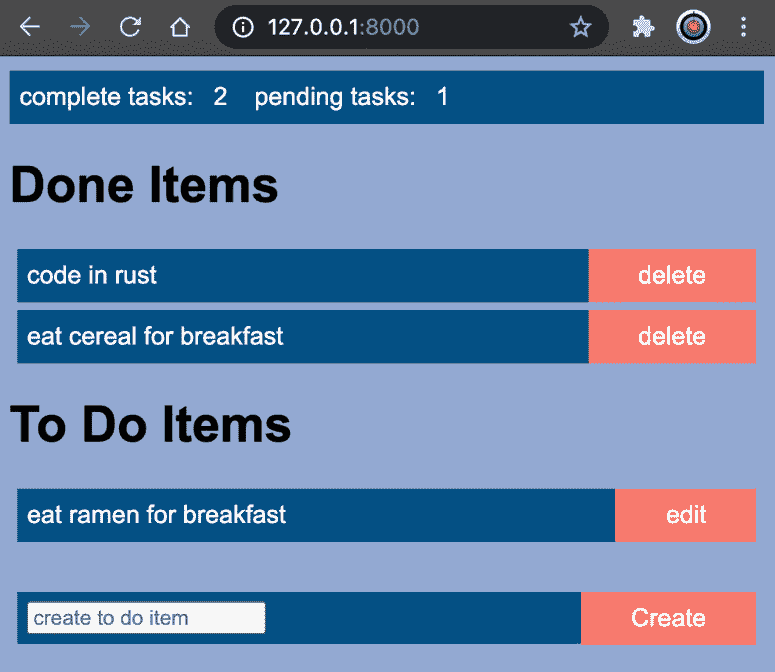 127.0.0.1:8000
complete tasks: 2 pending tasks: 1
Done Items
code in rust delete
eat cereal for breakfast delete
To Do Items
eat ramen for breakfast edit
create to do item Create